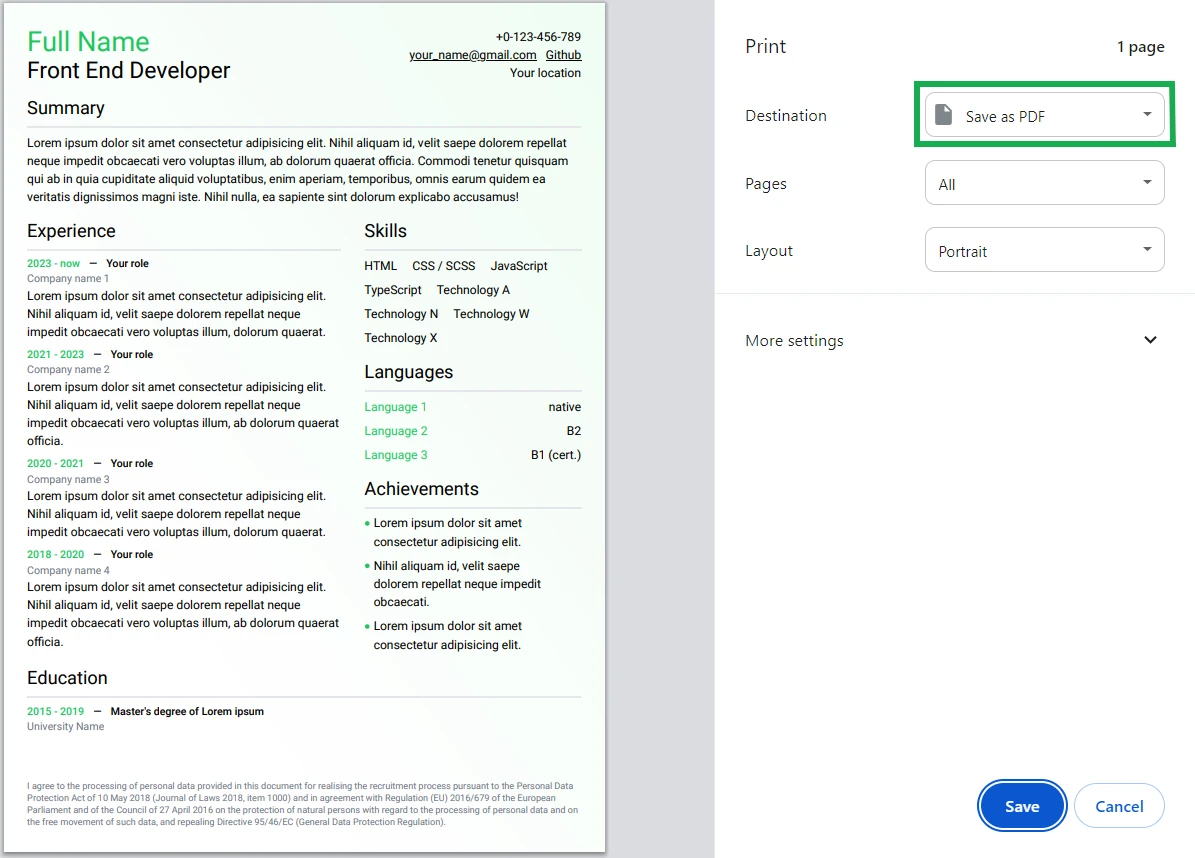 Full Name
Front End Developer
+0-123-456-789
your_name@gmail.com Github
Your location
Summary
Lorem ipsum dolor sit amet consectetur adipisicing elit. Nihil aliquam id, velit saepe dolorem repellat
neque impedit obcaecati vero voluptas illum, ab dolorum quaerat officia. Commodi tenetur quisquam
qui ab in quia cupiditate aliquid voluptatibus, enim aperiam, temporibus, omnis earum quidem ea
veritatis dignissimos magni iste. Nihil nulla, ea sapiente sint dolorum explicabo accusamus!
Experience
2023 - now — Your role
Company name 1
Lorem ipsum dolor sit amet consectetur adipisicing elit.
Nihil aliquam id, velit saepe dolorem repellat neque
impedit obcaecati vero voluptas illum, dolorum quaerat.
2021 - 2023 — Your role
Company name 2
Lorem ipsum dolor sit amet consectetur adipisicing elit.
Nihil aliquam id, velit saepe dolorem repellat neque
impedit obcaecati vero voluptas illum, ab dolorum quaerat
officia.
2020 - 2021 — Your role
Company name 3
Lorem ipsum dolor sit amet consectetur adipisicing elit.
Nihil aliquam id, velit saepe dolorem repellat neque
impedit obcaecati vero voluptas illum, dolorum quaerat.
2018 - 2020 — Your role
Company name 4
Lorem ipsum dolor sit amet consectetur adipisicing elit.
Nihil aliquam id, velit saepe dolorem repellat neque
impedit obcaecati vero voluptas illum, ab dolorum quaerat
officia.
Skills
HTML CSS / SCSS JavaScript
TypeScript Technology A
Technology N Technology W
Technology X
Languages
Language 1 native
Language 2 B2
Language 3 B1 (cert.)
Achievements
• Lorem ipsum dolor sit amet
consectetur adipisicing elit.
• Nihil aliquam id, velit saepe
dolorem repellat neque impedit
obcaecati.
• Lorem ipsum dolor sit amet
consectetur adipisicing elit.
Education
2015 - 2019 — Master's degree of Lorem ipsum
University Name
I agree to the processing of personal data provided in this document for realising the recruitment process pursuant to the Personal Data
Protection Act of 10 May 2018 (Journal of Laws 2018, item 1000) and in agreement with Regulation (EU) 2016/679 of the European
Parliament and of the Council of 27 April 2016 on the protection of natural persons with regard to the processing of personal data and on
the free movement of such data, and repealing Directive 95/46/EC (General Data Protection Regulation).
Print 1 page
Destination Save as PDF
Pages All
Layout Portrait
More settings
Save Cancel